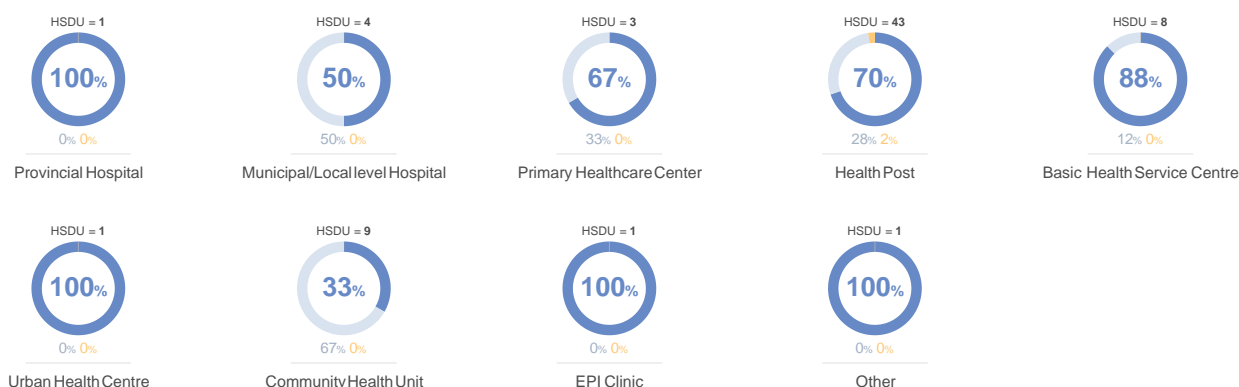 HSDU = 1
100%
0% 0%
Provincial Hospital
HSDU = 4
50%
50% 0%
Municipal/Local level Hospital
HSDU = 3
67%
33% 0%
Primary Healthcare Center
HSDU = 43
70%
28% 2%
Health Post
HSDU = 8
88%
12% 0%
Basic Health Service Centre
HSDU = 1
100%
0% 0%
Urban Health Centre
HSDU = 9
33%
67% 0%
Community Health Unit
HSDU = 1
100%
0% 0%
EPI Clinic
HSDU = 1
100%
0% 0%
Other